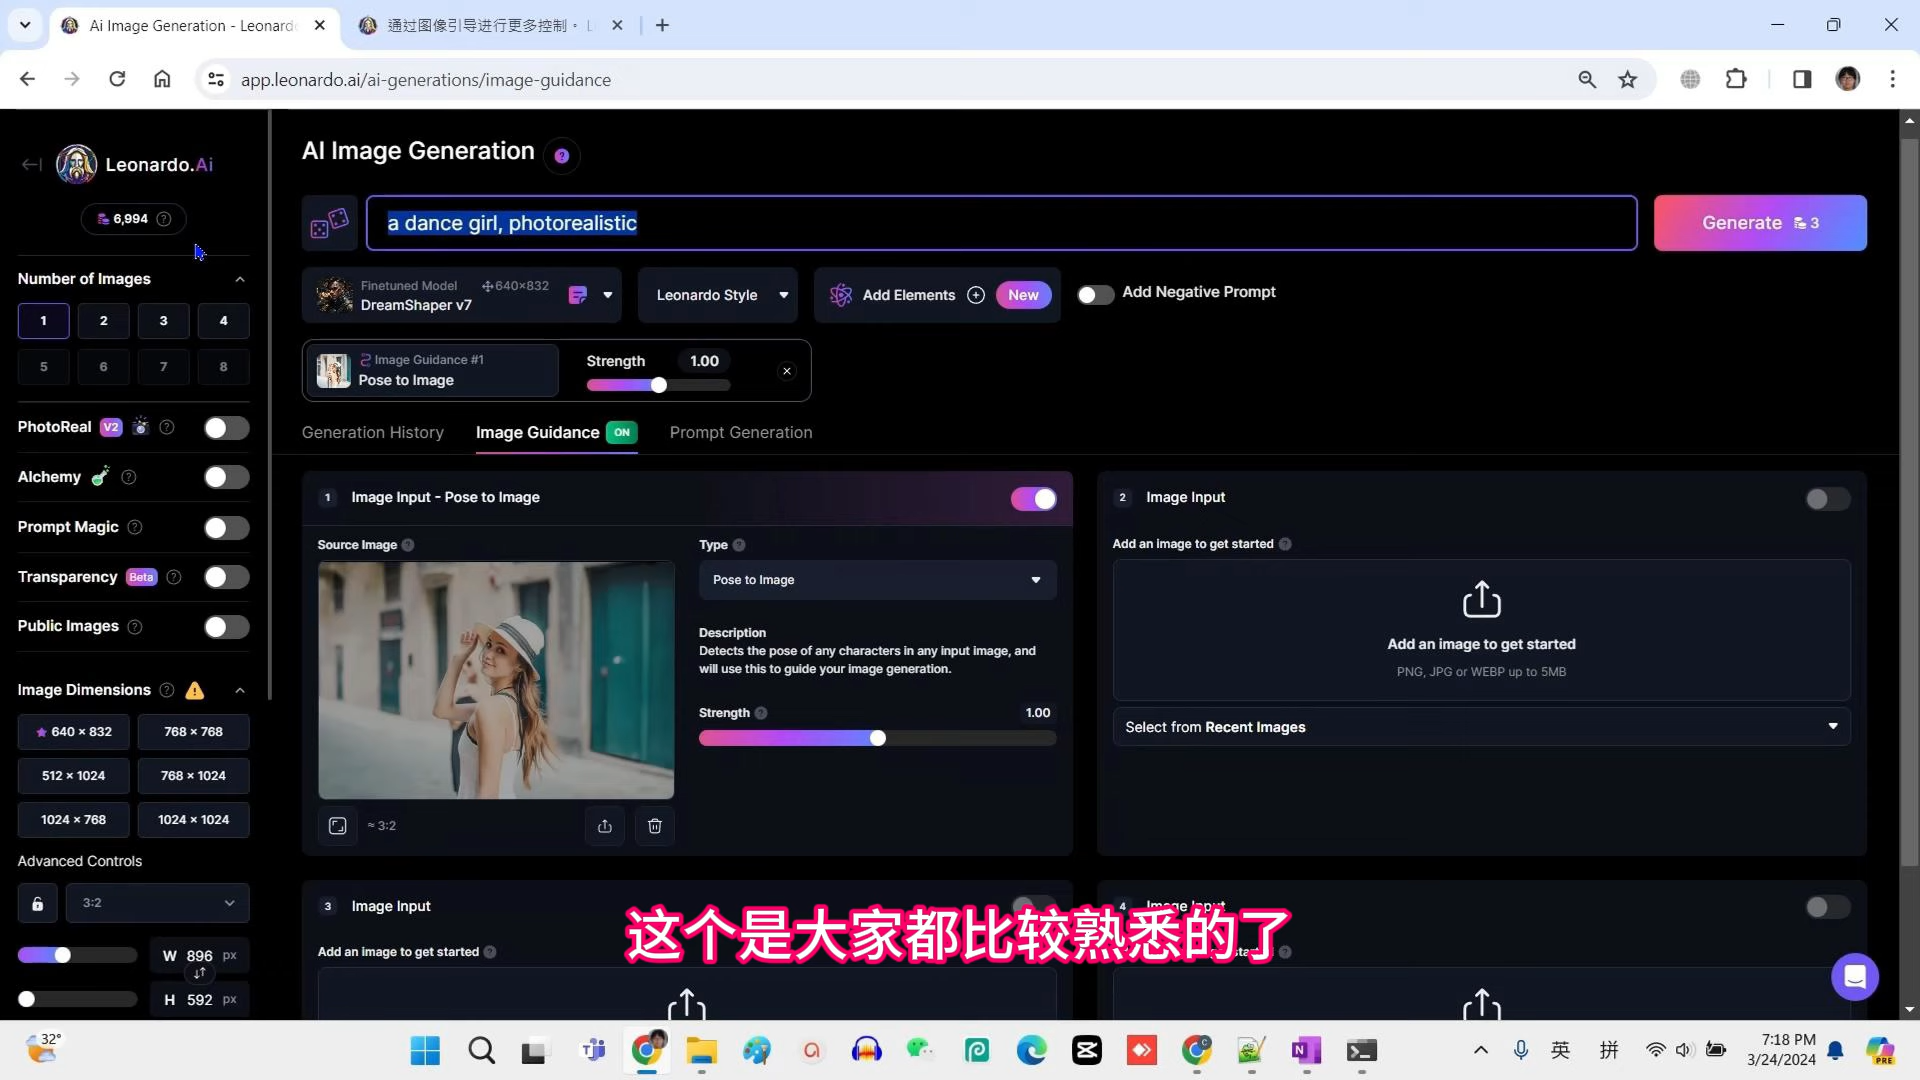 Ai Image Generation - Leonardo
通过图像引导进行更多控制。 L
app.leonardo.ai/ai-generations/image-guidance
Leonardo.Ai
6,994
Number of Images
1 2 3 4
5 6 7 8
PhotoReal V2
Alchemy
Prompt Magic
Transparency Beta
Public Images
Image Dimensions
640 × 832
768 × 768
512 × 1024
768 × 1024
1024 × 768
1024 × 1024
Advanced Controls
3:2
W 896 px
H 592 px
AI Image Generation
a dance girl, photorealistic
Generate 3
Finetuned Model 640×832
DreamShaper v7
Leonardo Style
Add Elements New
Add Negative Prompt
Image Guidance #1
Pose to Image
Strength 1.00
Generation History
Image Guidance ON
Prompt Generation
1 Image Input - Pose to Image
Source Image
≈ 3:2
Type
Pose to Image
Description
Detects the pose of any characters in any input image, and
will use this to guide your image generation.
Strength 1.00
2 Image Input
Add an image to get started
Add an image to get started
PNG, JPG or WEBP up to 5MB
Select from Recent Images
3 Image Input
Add an image to get started
4 Image Input
这个是大家都比较熟悉的了
32°
英 拼
7:18 PM
3/24/2024
PRE